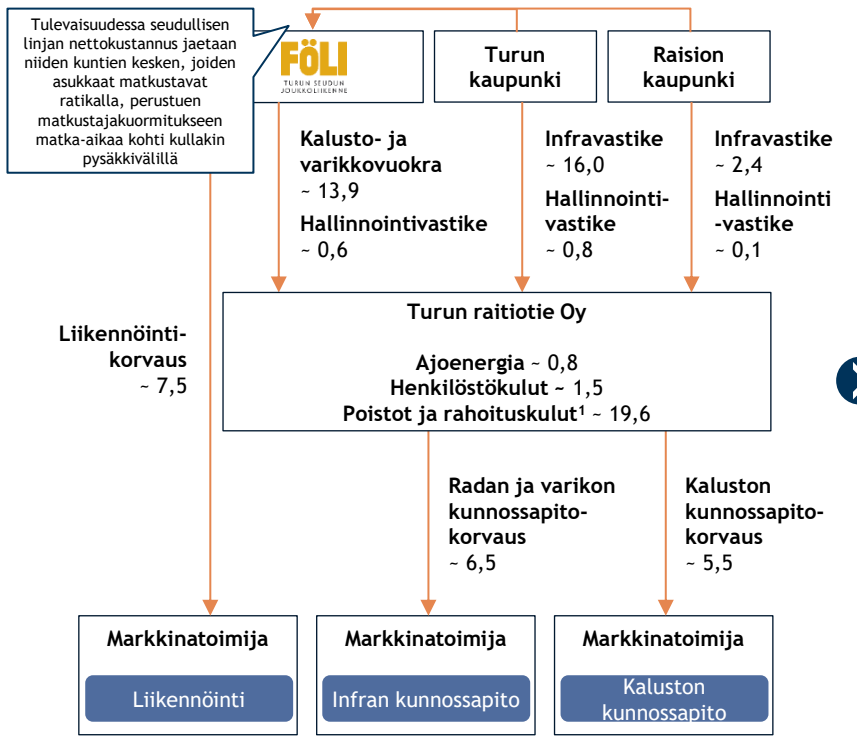 Tulevaisuudessa seudullisen
linjan nettokustannus jaetaan
niiden kuntien kesken, joiden
asukkaat matkustavat
ratikalla, perustuen
matkustajakuormitukseen
matka-aikaa kohti kullakin
pysäkkivälillä
FÖLI
TURUN SEUDUN
JOUKKOLIIKENNE
Turun
kaupunki
Raision
kaupunki
Kalusto- ja
varikkovuokra
~ 13,9
Hallinnointivastike
~ 0,6
Infravastike
~ 16,0
Hallinnointi-
vastike
~ 0,8
Infravastike
~ 2,4
Hallinnointi
-vastike
~ 0,1
Liikennöinti-
korvaus
~ 7,5
Turun raitiotie Oy
Ajoenergia ~ 0,8
Henkilöstökulut ~ 1,5
Poistot ja rahoituskulut¹ ~ 19,6
Radan ja varikon
kunnossapito-
korvaus
~ 6,5
Kaluston
kunnossapito-
korvaus
~ 5,5
Markkinatoimija
Liikennöinti
Markkinatoimija
Infran kunnossapito
Markkinatoimija
Kaluston
kunnossapito